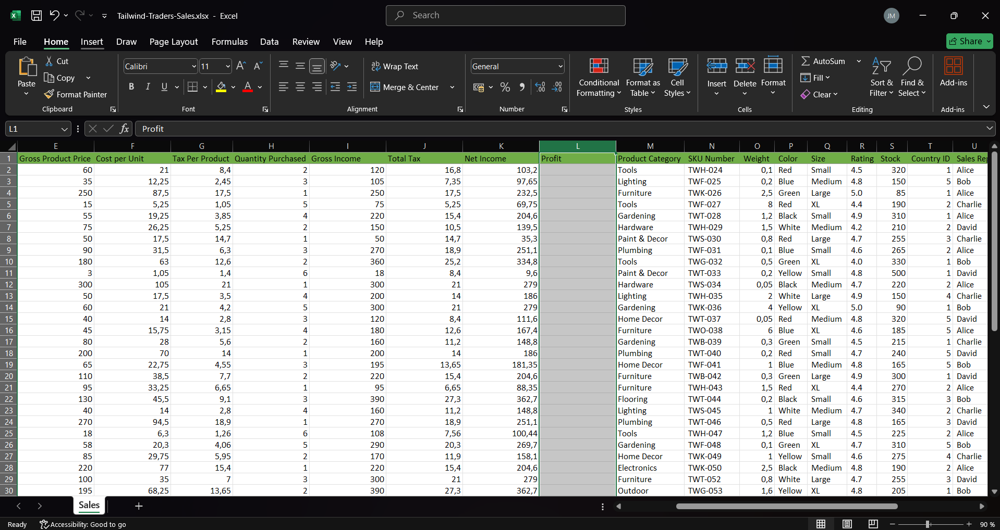 Tailwind-Traders-Sales.xlsx - Excel
Search
JM
File Home Insert Draw Page Layout Formulas Data Review View Help
Share
Paste
Cut
Copy
Format Painter
Clipboard
Calibri 11
B I U A
Font
Wrap Text
Merge & Center
Alignment
General
Number
Conditional Formatting
Format as Table
Cell Styles
Styles
Insert Delete Format
Cells
AutoSum
Fill
Clear
Sort & Filter
Find & Select
Editing
Add-ins
Add-ins
L1 fx Profit
E F G H I J K L M N O P Q R S T U
1 Gross Product Price Cost per Unit Tax Per Product Quantity Purchased Gross Income Total Tax Net Income Profit Product Category SKU Number Weight Color Size Rating Stock Country ID Sales Re
2 60 21 8,4 2 120 16,8 103,2 Tools TWH-024 0,1 Red Small 4.5 320 1 Alice
3 35 12,25 2,45 3 105 7,35 97,65 Lighting TWF-025 0,2 Blue Medium 4.8 150 5 Bob
4 250 87,5 17,5 1 250 17,5 232,5 Furniture TWK-026 2,5 Green Large 5.0 85 1 Alice
5 15 5,25 1,05 5 75 5,25 69,75 Tools TWF-027 8 Red XL 4.4 190 2 Charlie
6 55 19,25 3,85 4 220 15,4 204,6 Gardening TWT-028 1,2 Black Small 4.9 310 1 Alice
7 75 26,25 5,25 2 150 10,5 139,5 Hardware TWH-029 1,5 White Medium 4.2 210 2 David
8 50 17,5 14,7 1 50 14,7 35,3 Paint & Decor TWS-030 0,8 Red Large 4.7 255 3 Charlie
9 90 31,5 6,3 3 270 18,9 251,1 Plumbing TWF-031 0,1 Blue Small 4.6 265 2 Alice
10 180 63 12,6 2 360 25,2 334,8 Tools TWG-032 0,5 Green XL 4.0 330 1 Bob
11 3 1,05 1,4 6 18 8,4 9,6 Paint & Decor TWT-033 0,2 Yellow Small 4.8 500 1 David
12 300 105 21 1 300 21 279 Hardware TWS-034 0,05 Black Medium 4.7 220 2 Alice
13 50 17,5 3,5 4 200 14 186 Lighting TWH-035 2 White Large 4.9 150 4 Charlie
14 60 21 4,2 5 300 21 279 Gardening TWK-036 4 Yellow XL 5.0 90 1 Bob
15 40 14 2,8 3 120 8,4 111,6 Home Decor TWT-037 0,05 Red Medium 4.8 320 5 David
16 45 15,75 3,15 4 180 12,6 167,4 Furniture TWO-038 6 Blue XL 4.6 185 5 Alice
17 80 28 5,6 2 160 11,2 148,8 Gardening TWB-039 0,3 Green Small 4.5 215 1 Charlie
18 200 70 14 1 200 14 186 Plumbing TWT-040 0,2 Red Small 4.7 240 5 David
19 65 22,75 4,55 3 195 13,65 181,35 Home Decor TWF-041 1 Blue Medium 4.8 165 5 Bob
20 110 38,5 7,7 2 220 15,4 204,6 Furniture TWB-042 0,3 Green Large 4.9 300 1 David
21 95 33,25 6,65 1 95 6,65 88,35 Furniture TWH-043 1,5 Red XL 4.4 270 2 Alice
22 130 45,5 9,1 3 390 27,3 362,7 Flooring TWT-044 0,2 Black Small 4.6 315 3 Bob
23 40 14 2,8 4 160 11,2 148,8 Lighting TWS-045 1 White Medium 4.7 340 2 Charlie
24 270 94,5 18,9 1 270 18,9 251,1 Plumbing TWT-046 0,5 Red Large 4.8 165 3 David
25 18 6,3 1,26 6 108 7,56 100,44 Tools TWH-047 1,2 Blue Small 4.5 225 2 Alice
26 58 20,3 4,06 5 290 20,3 269,7 Gardening TWF-048 0,1 Green XL 4.7 310 5 Bob
27 85 29,75 5,95 2 170 11,9 158,1 Home Decor TWK-049 1 Yellow Small 4.6 275 4 Charlie
28 220 77 15,4 1 220 15,4 204,6 Electronics TWK-050 2,5 Black Medium 4.8 190 2 Alice
29 100 35 7 3 300 21 279 Furniture TWT-052 0,8 White Large 4.7 255 3 David
30 195 68,25 13,65 2 390 27,3 362,7 Outdoor TWG-053 1,6 Yellow XL 4.8 205 1 Bob
Sales
Ready Accessibility: Good to go 90 %